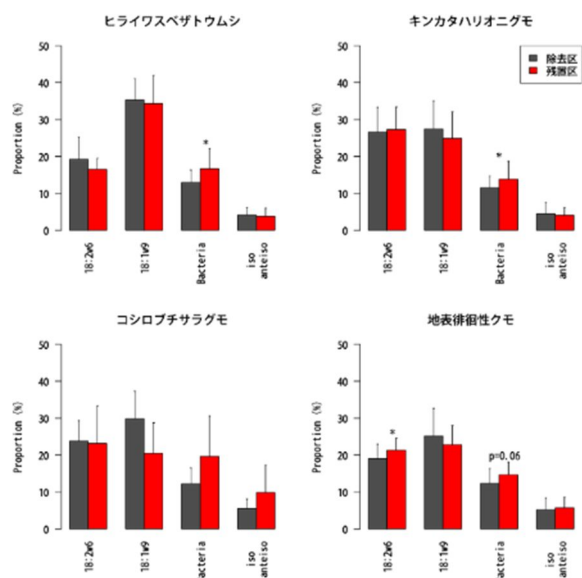 ヒライワスベザトウムシ
Proportion (%)
50
40
30
20
10
0
*
18:2w6
18:1w9
Bacteria
iso
anteiso
キンカタハリオニグモ
除去区
残置区
Proportion (%)
50
40
30
20
10
0
*
18:2w6
18:1w9
Bacteria
iso
anteiso
コシロブチサラグモ
Proportion (%)
50
40
30
20
10
0
18:2w6
18:1w9
Bacteria
iso
anteiso
地表徘徊性クモ
Proportion (%)
50
40
30
20
10
0
*
p=0.06
18:2w6
18:1w9
Bacteria
iso
anteiso